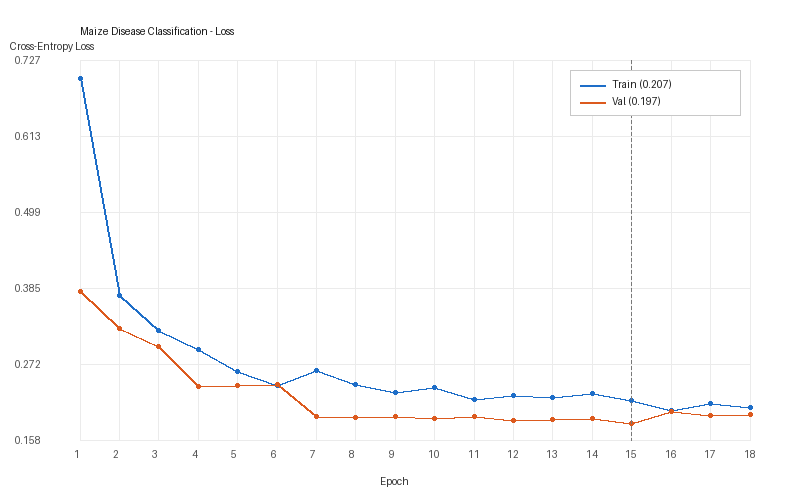 Maize Disease Classification - Loss
Cross-Entropy Loss
0.727
0.613
0.499
0.385
0.272
0.158
Train (0.207)
Val (0.197)
1 2 3 4 5 6 7 8 9 10 11 12 13 14 15 16 17 18
Epoch